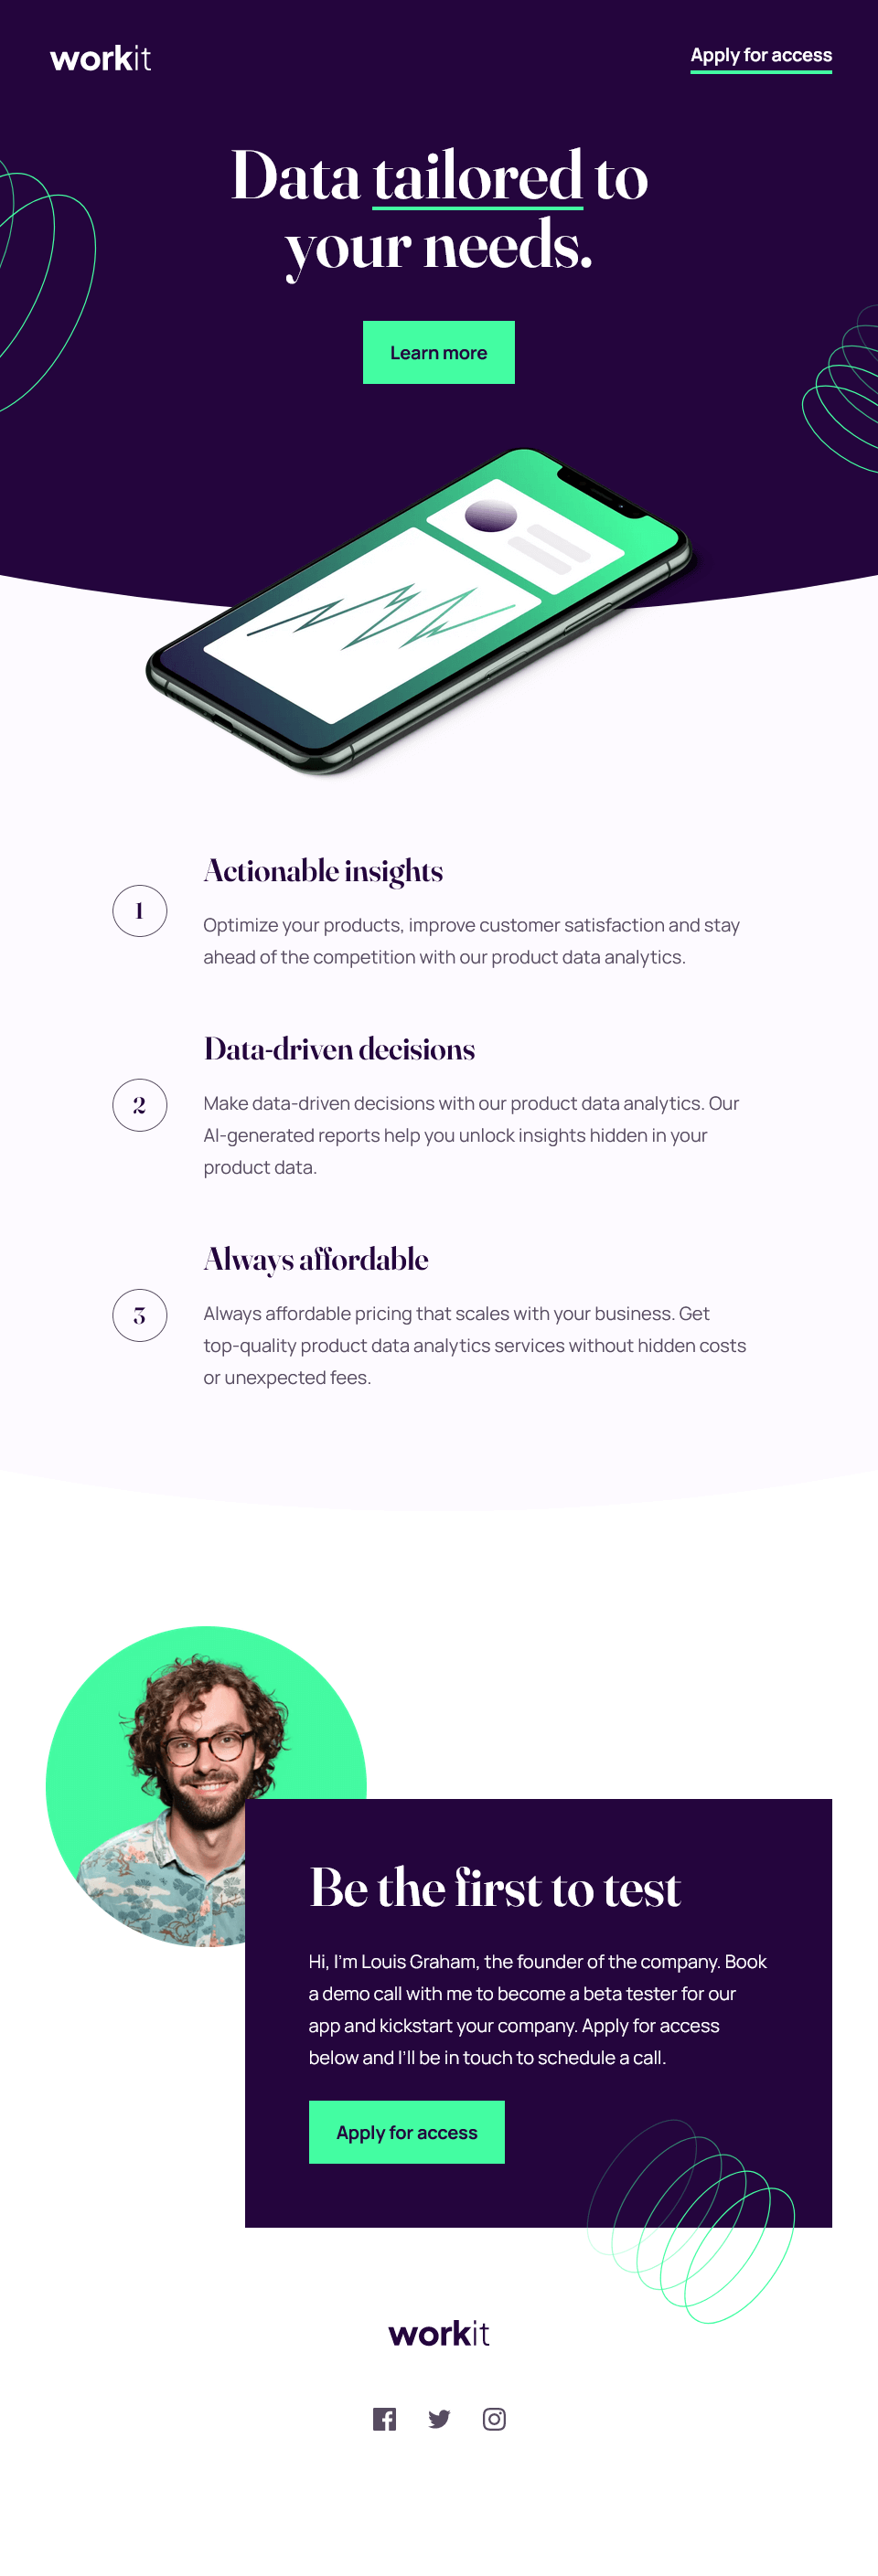 workit
Apply for access
Data tailored to
your needs.
Learn more
Actionable insights
1
Optimize your products, improve customer satisfaction and stay
ahead of the competition with our product data analytics.
Data-driven decisions
2
Make data-driven decisions with our product data analytics. Our
AI-generated reports help you unlock insights hidden in your
product data.
Always affordable
3
Always affordable pricing that scales with your business. Get
top-quality product data analytics services without hidden costs
or unexpected fees.
Be the first to test
Hi, I'm Louis Graham, the founder of the company. Book
a demo call with me to become a beta tester for our
app and kickstart your company. Apply for access
below and I'll be in touch to schedule a call.
Apply for access
workit